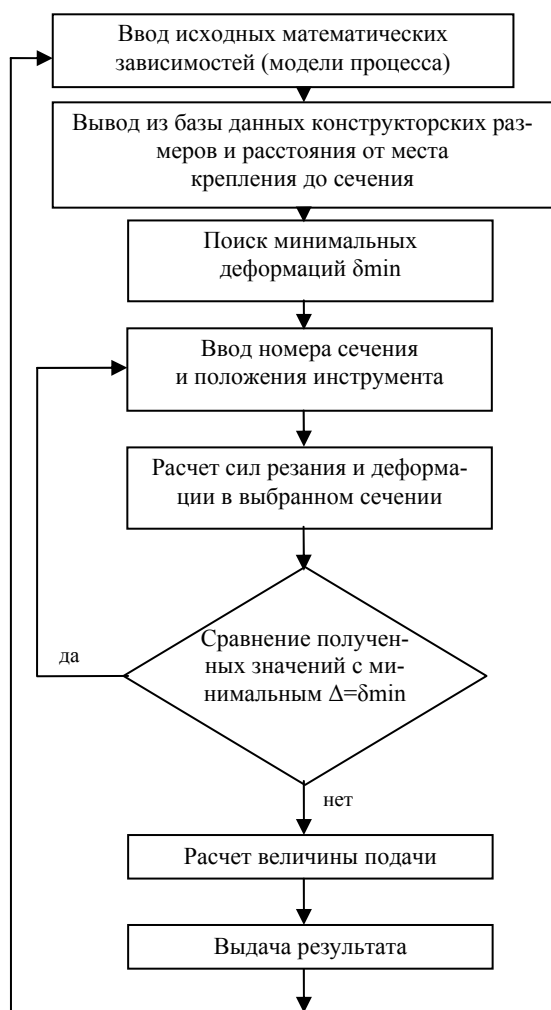 Ввод исходных математических
зависимостей (модели процесса)
Вывод из базы данных конструкторских раз-
меров и расстояния от места
крепления до сечения
Поиск минимальных
деформаций δmin
Ввод номера сечения
и положения инструмента
Расчет сил резания и деформа-
ции в выбранном сечении
Сравнение получен-
ных значений с ми-
нимальным Δ=δmin
да
нет
Расчет величины подачи
Выдача результата